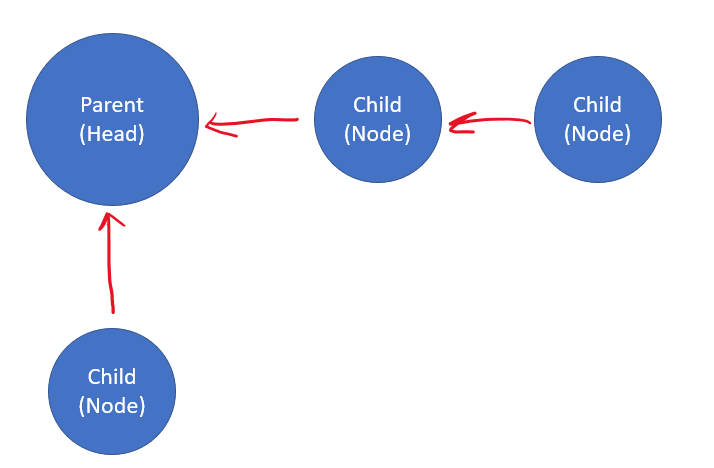 Parent
(Head)
Child
(Node)
Child
(Node)
Child
(Node)